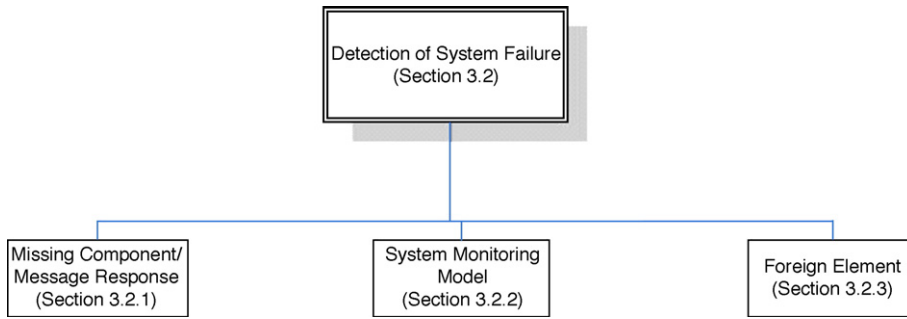 Detection of System Failure
(Section 3.2)
Missing Component/
Message Response
(Section 3.2.1)
System Monitoring
Model
(Section 3.2.2)
Foreign Element
(Section 3.2.3)